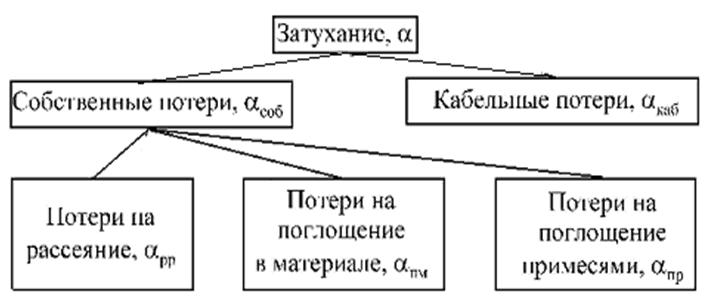 Затухание, α
Собственные потери, αсоб
Кабельные потери, αкаб
Потери на
рассеяние, αрр
Потери на
поглощение
в материале, αпм
Потери на
поглощение
примесями, αпр